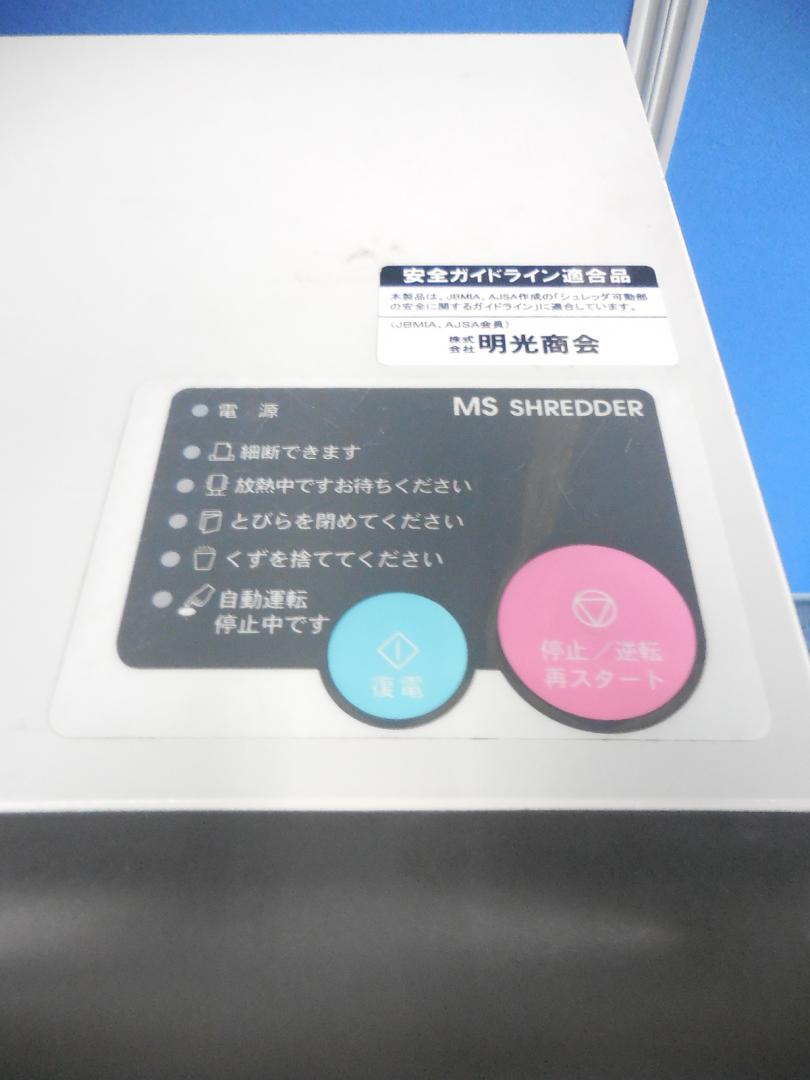 安全ガイドライン適合品
本製品は、JBMIA、AJSA作成の「シュレッダ可動部
の安全に関するガイドライン」に適合しています。
(JBMIA、AJSA会員)
株式会社 明光商会
電源
MS SHREDDER
細断できます
放熱中ですお待ちください
とびらを閉めてください
くずを捨ててください
自動運転
停止中です
復電
停止/逆転
再スタート